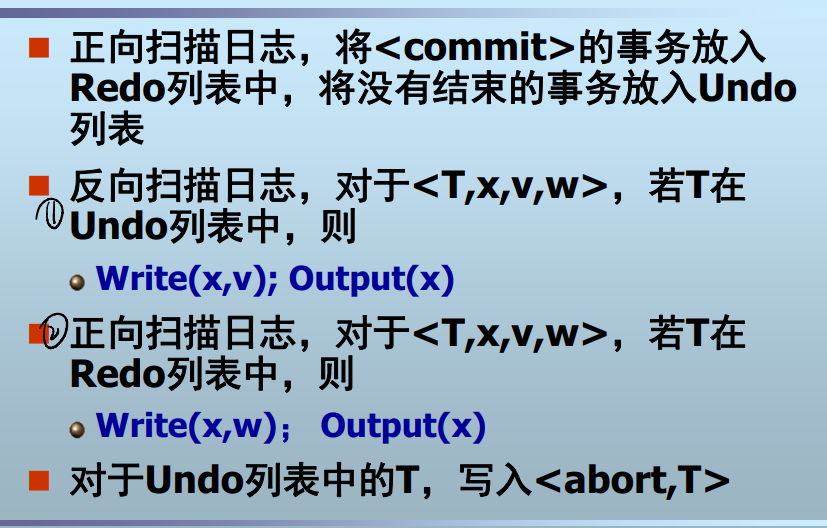 正向扫描日志，将<commit>的事务放入
Redo列表中，将没有结束的事务放入Undo
列表
反向扫描日志，对于<T,x,v,w>，若T在
①
Undo列表中，则
Write(x,v); Output(x)
②
正向扫描日志，对于<T,x,v,w>，若T在
Redo列表中，则
Write(x,w)； Output(x)
对于Undo列表中的T，写入<abort,T>